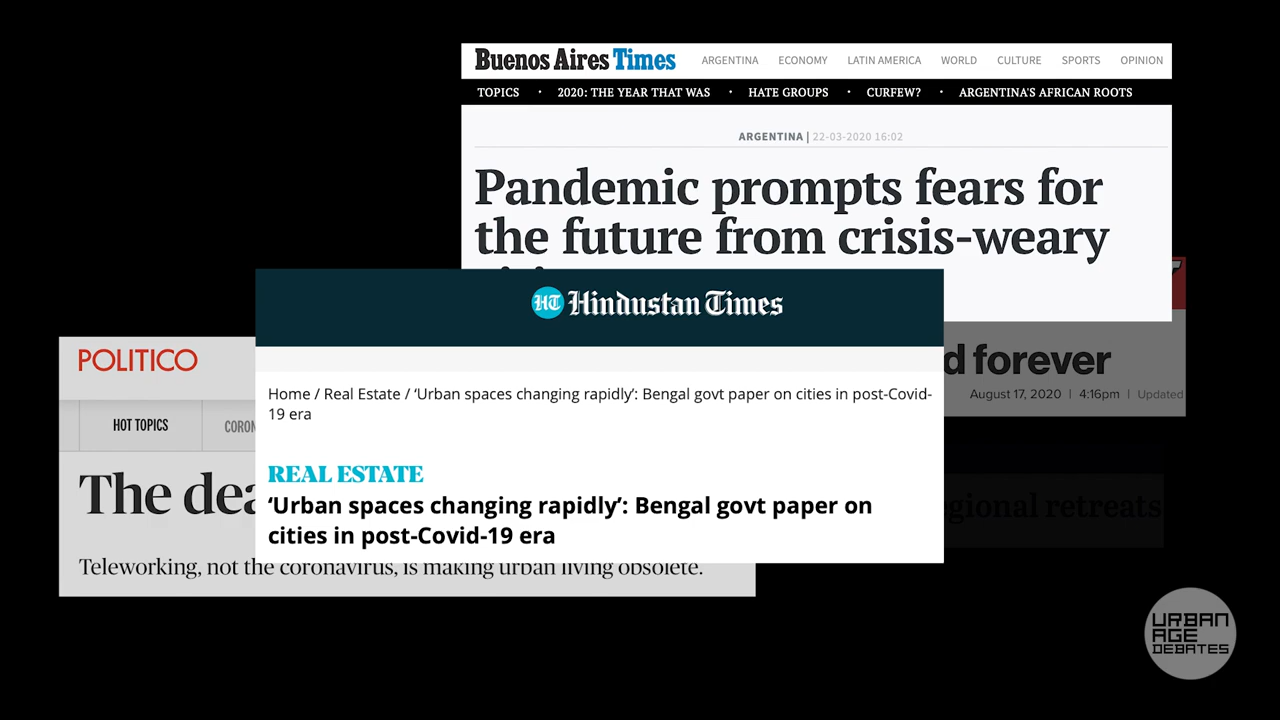 Buenos Aires Times
ARGENTINA ECONOMY LATIN AMERICA WORLD CULTURE SPORTS OPINION
TOPICS • 2020: THE YEAR THAT WAS • HATE GROUPS • CURFEW? • ARGENTINA'S AFRICAN ROOTS
ARGENTINA | 22-03-2020 16:02
Pandemic prompts fears for
the future from crisis-weary
HT Hindustan Times
Home / Real Estate / ‘Urban spaces changing rapidly’: Bengal govt paper on cities in post-Covid-
19 era
REAL ESTATE
‘Urban spaces changing rapidly’: Bengal govt paper on
cities in post-Covid-19 era
POLITICO
HOT TOPICS
The
Teleworking, not the coronavirus, is making urban living obsolete.
forever
August 17, 2020 | 4:16pm | Updated
retreats
URBAN
AGE
DEBATES